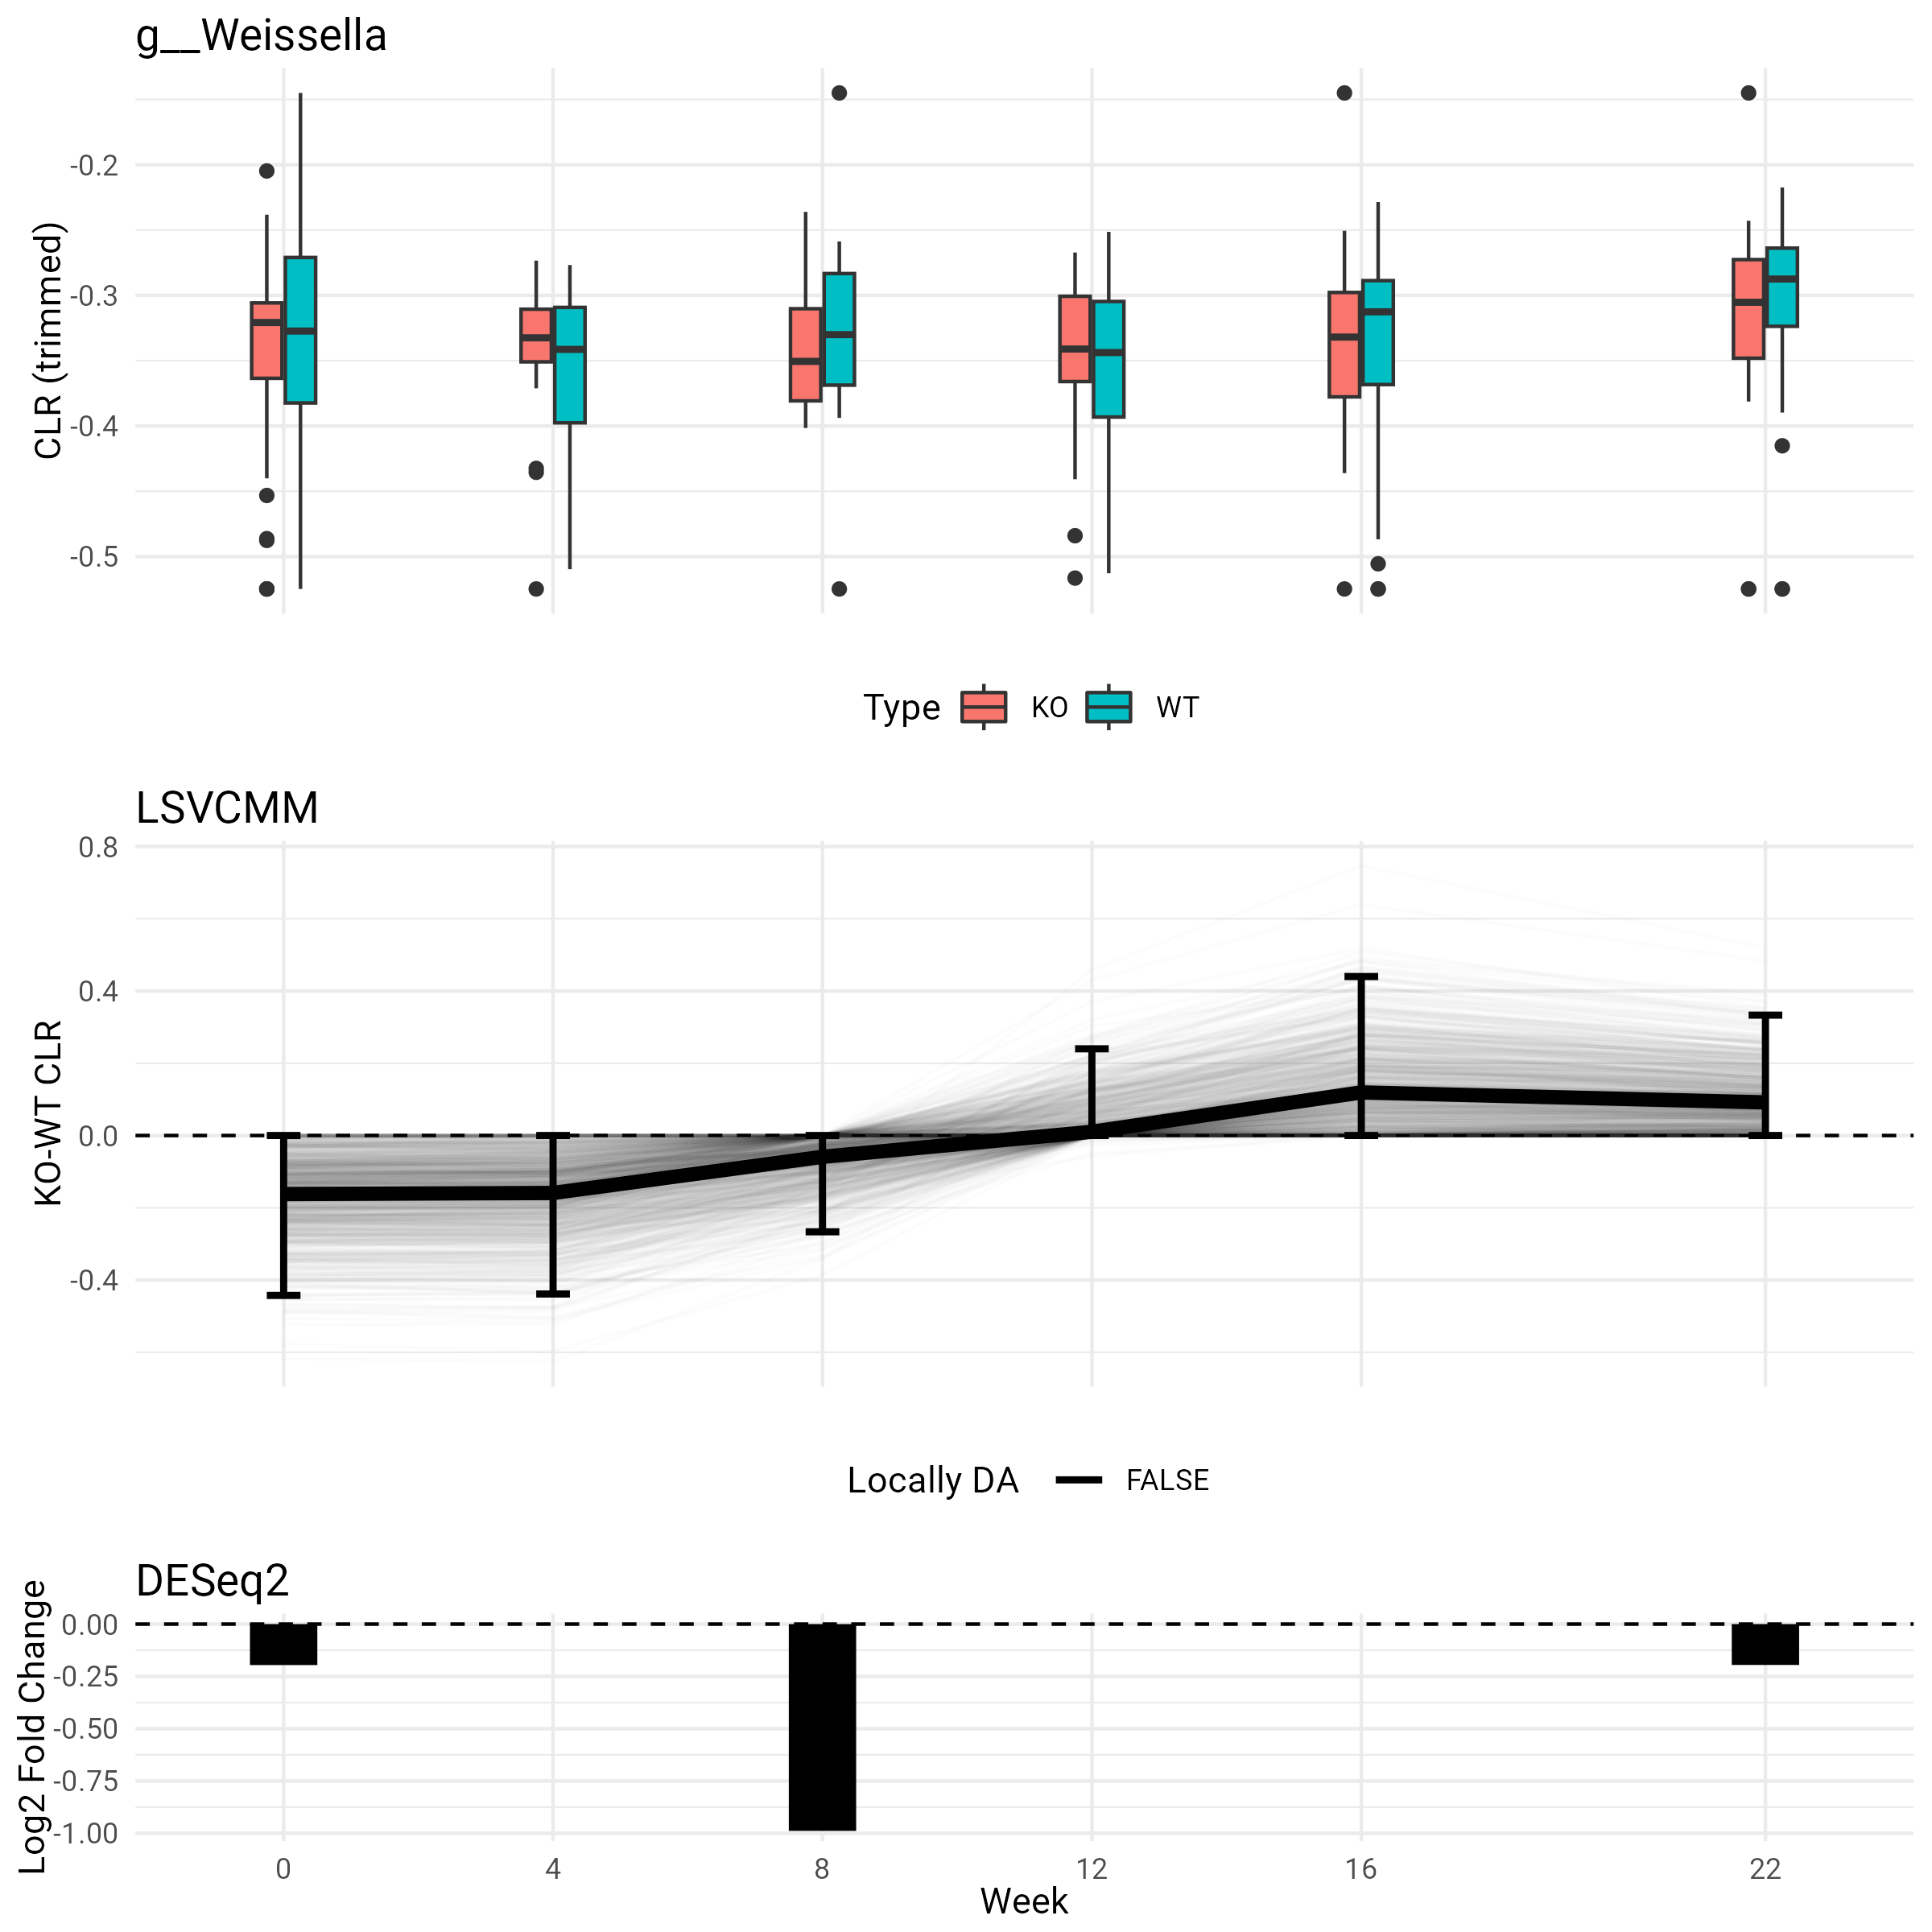 g__Weissella
CLR (trimmed)
-0.2
-0.3
-0.4
-0.5
Type KO WT
LSVCMM
KO-WT CLR
0.8
0.4
0.0
-0.4
Locally DA FALSE
DESeq2
Log2 Fold Change
0.00
-0.25
-0.50
-0.75
-1.00
0 4 8 12 16 22
Week